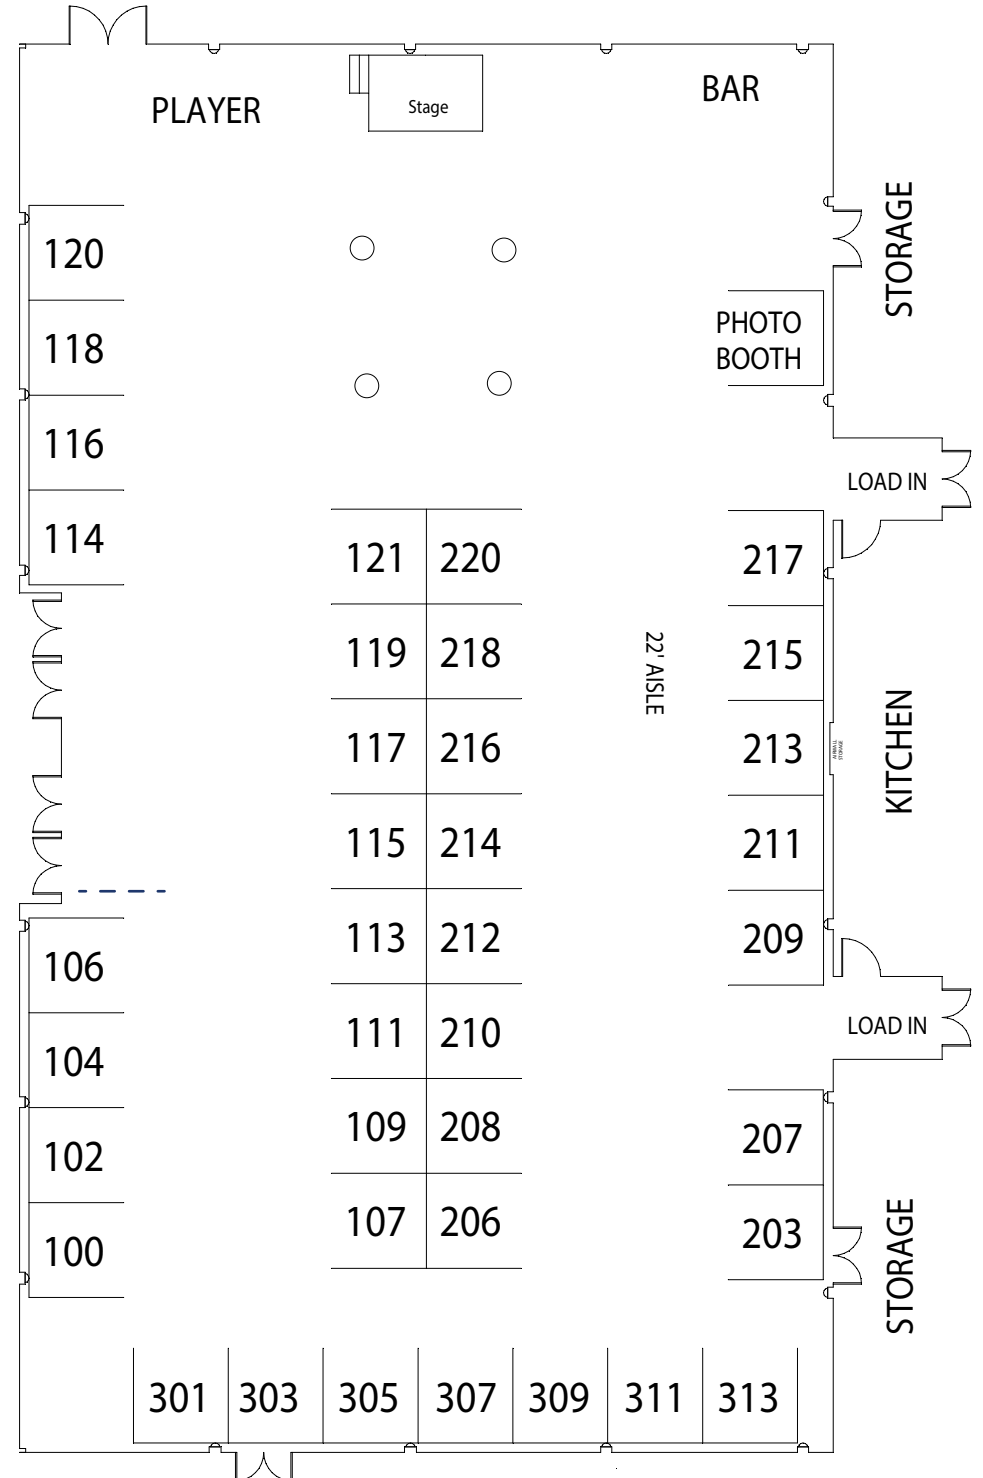 PLAYER
Stage
BAR
STORAGE
120
118
116
114
PHOTO
BOOTH
LOAD IN
121 220
119 218
117 216
115 214
113 212
111 210
109 208
107 206
22' AISLE
217
215
213
211
209
KITCHEN
AIRWALL
STORAGE
LOAD IN
106
104
102
100
207
203
STORAGE
301 303 305 307 309 311 313